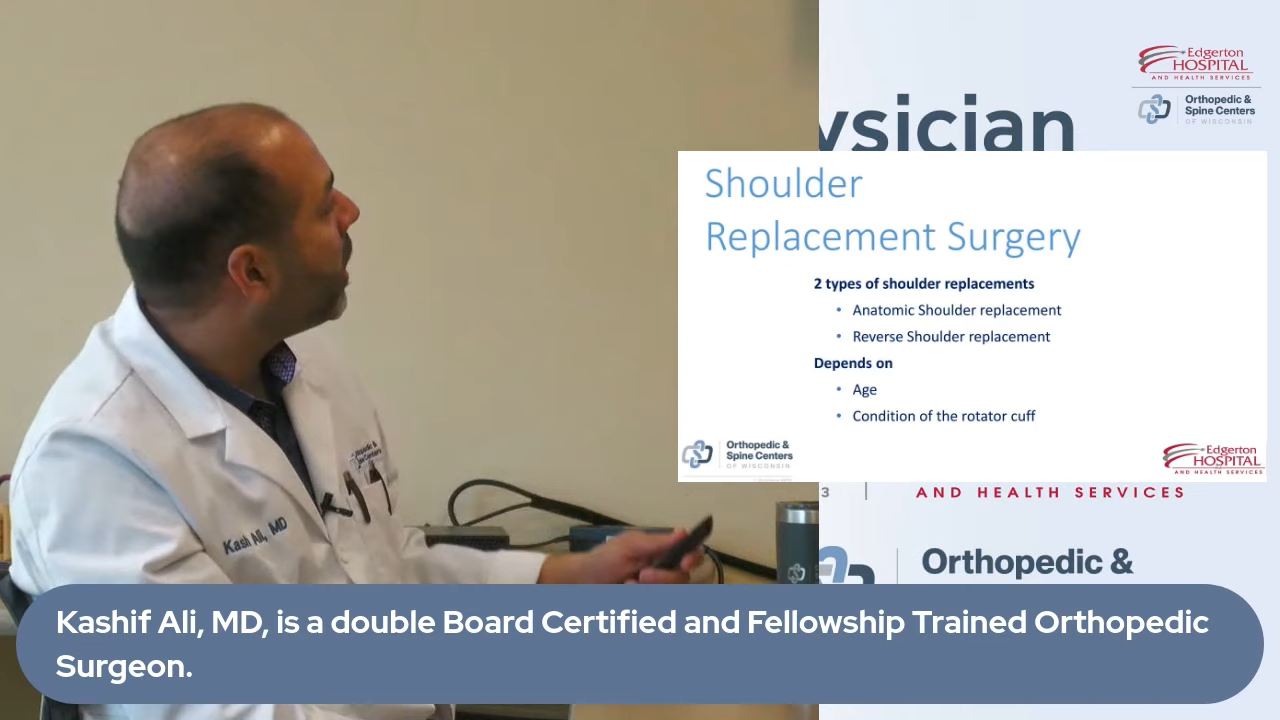 Edgerton
HOSPITAL
AND HEALTH SERVICES
Orthopedic &
Spine Centers
OF WISCONSIN
ysician
Shoulder
Replacement Surgery
2 types of shoulder replacements
• Anatomic Shoulder replacement
• Reverse Shoulder replacement
Depends on
• Age
• Condition of the rotator cuff
Orthopedic &
Spine Centers
OF WISCONSIN
Edgerton
HOSPITAL
AND HEALTH SERVICES
3
AND HEALTH SERVICES
Orthopedic &
Kash Ali, MD
Kashif Ali, MD, is a double Board Certified and Fellowship Trained Orthopedic
Surgeon.